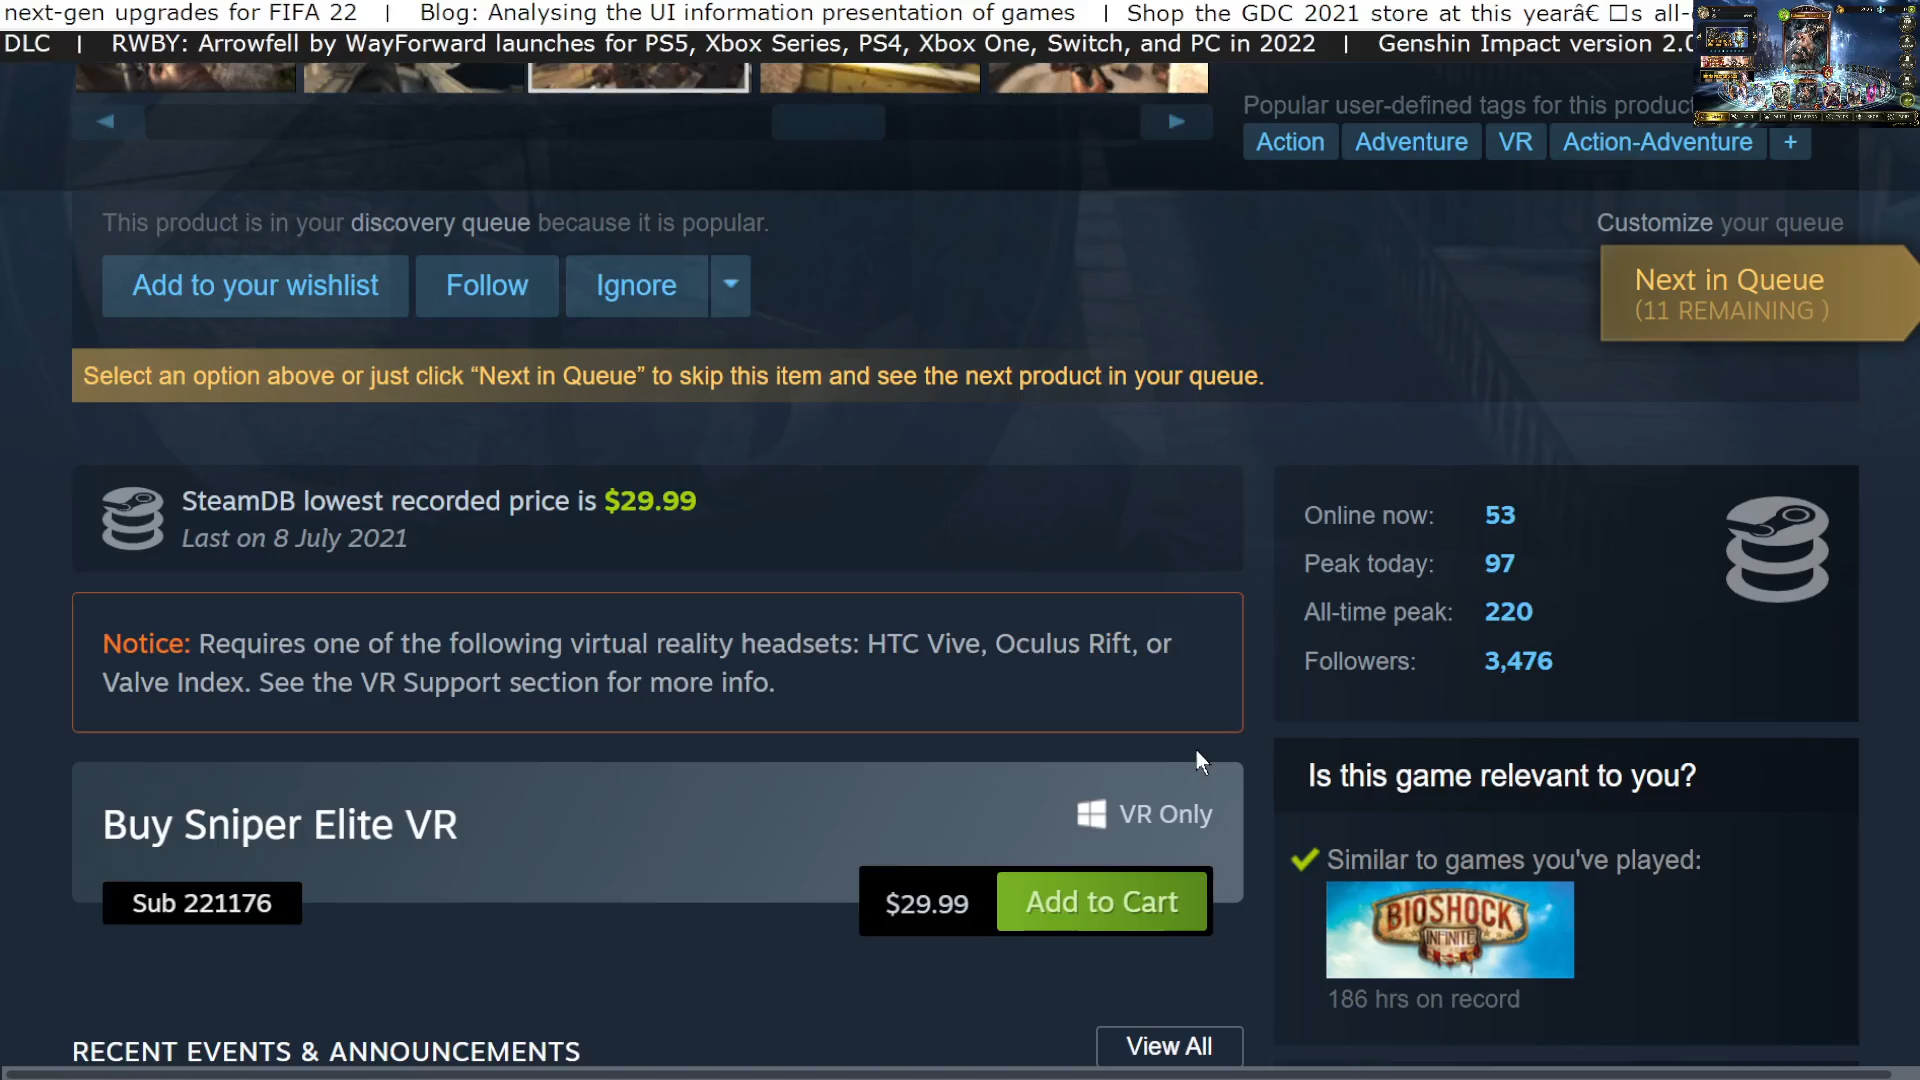 next-gen upgrades for FIFA 22 | Blog: Analysing the UI information presentation of games | Shop the GDC 2021 store at this yearâ€ □s all-
DLC | RWBY: Arrowfell by WayForward launches for PS5, Xbox Series, PS4, Xbox One, Switch, and PC in 2022 | Genshin Impact version 2.0
Popular user-defined tags for this product
Action Adventure VR Action-Adventure +
This product is in your discovery queue because it is popular.
Customize your queue
Add to your wishlist Follow Ignore
Next in Queue
(11 REMAINING )
Select an option above or just click “Next in Queue” to skip this item and see the next product in your queue.
SteamDB lowest recorded price is $29.99
Last on 8 July 2021
Online now: 53
Peak today: 97
All-time peak: 220
Followers: 3,476
Notice: Requires one of the following virtual reality headsets: HTC Vive, Oculus Rift, or
Valve Index. See the VR Support section for more info.
Buy Sniper Elite VR
VR Only
Sub 221176
$29.99 Add to Cart
Is this game relevant to you?
Similar to games you've played:
BIOSHOCK
INFINITE
186 hrs on record
RECENT EVENTS & ANNOUNCEMENTS
View All